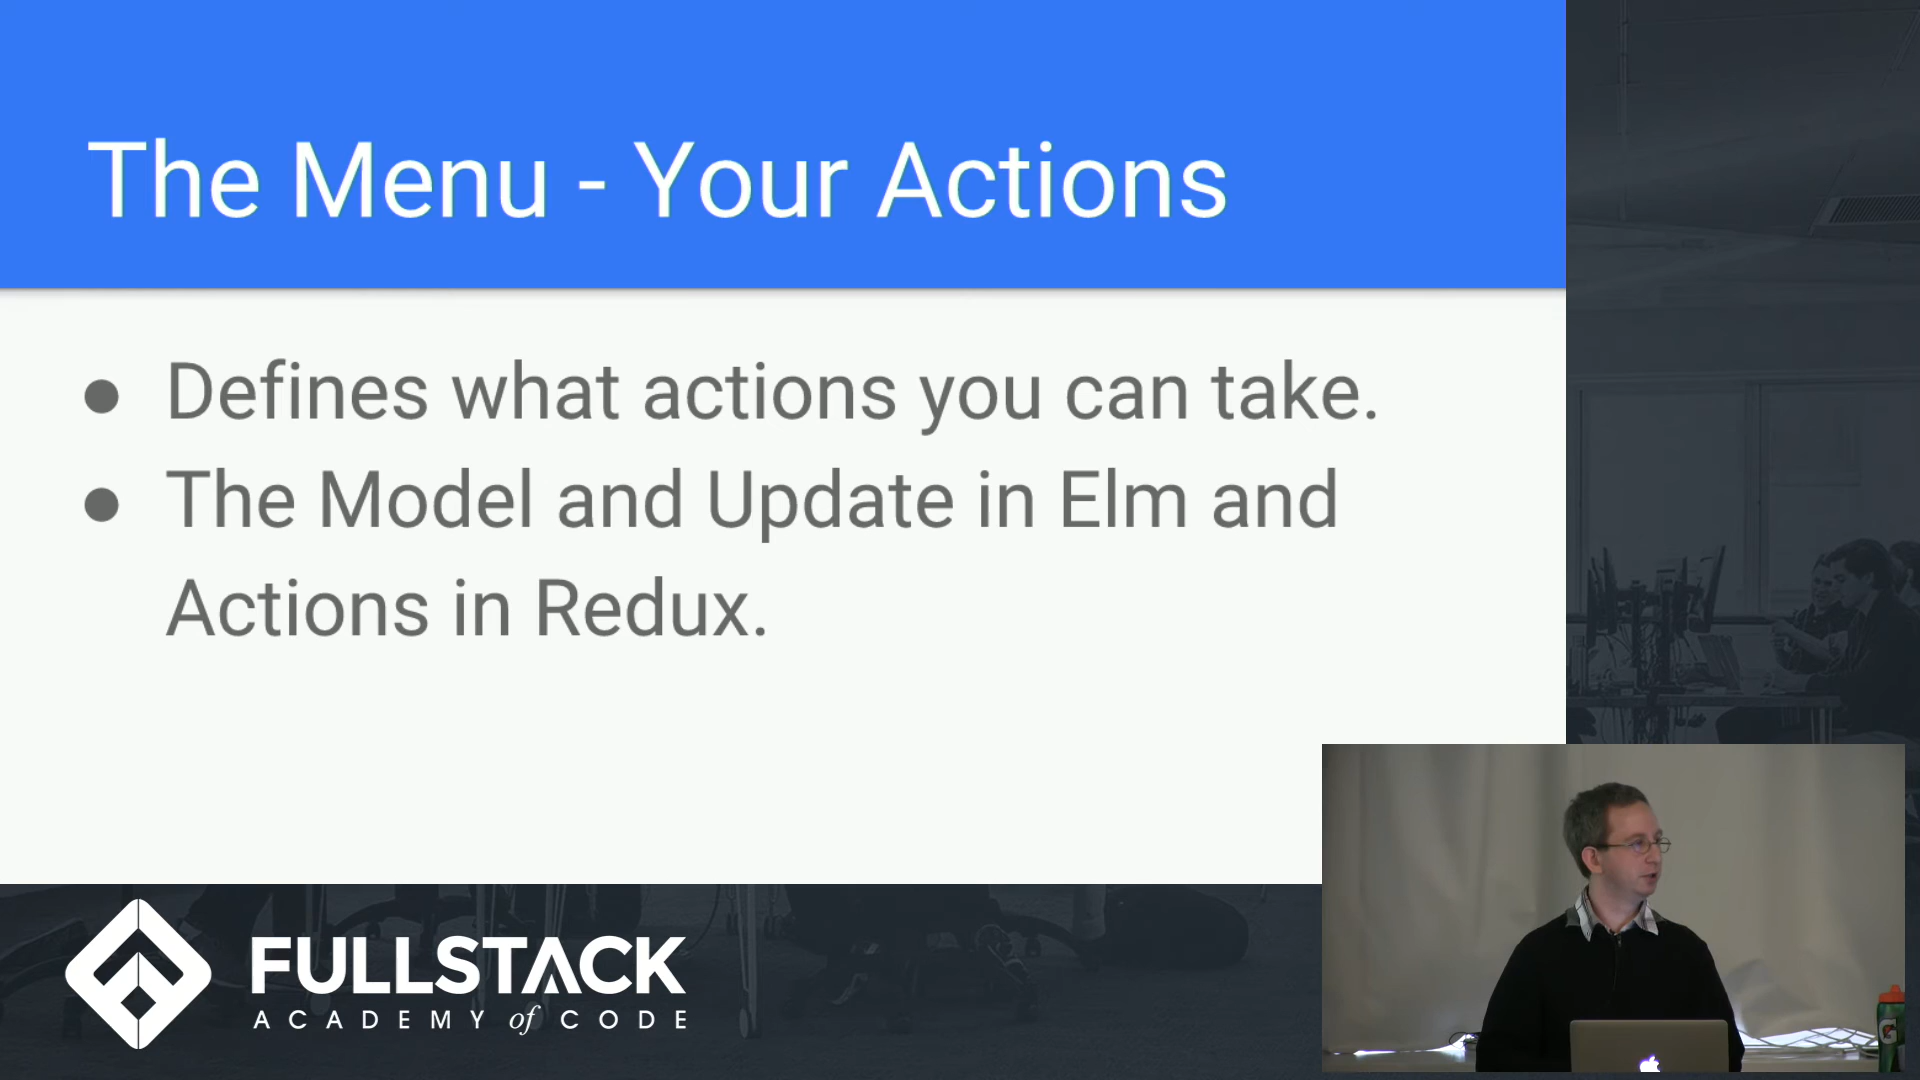 The Menu - Your Actions
● Defines what actions you can take.
● The Model and Update in Elm and
Actions in Redux.
FULLSTACK
ACADEMY of CODE
G